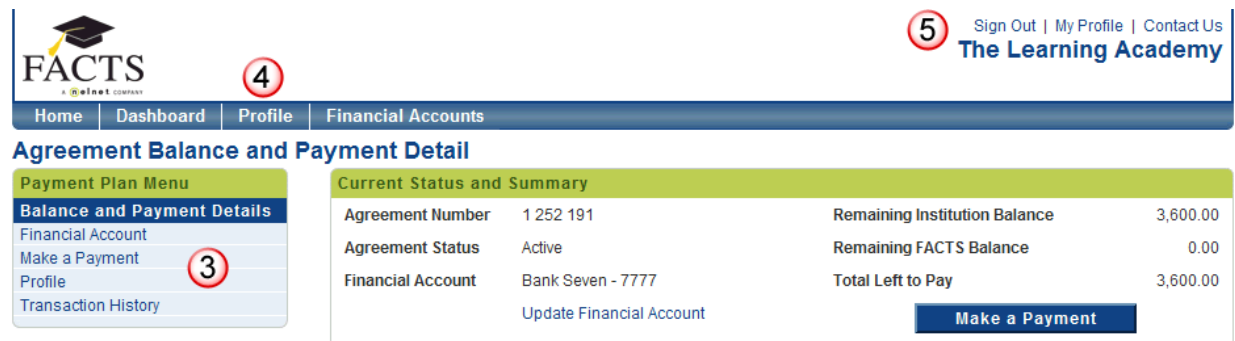 5
Sign Out | My Profile | Contact Us
The Learning Academy
FACTS
A nelnet COMPANY
4
Home Dashboard Profile Financial Accounts
Agreement Balance and Payment Detail
Payment Plan Menu
Balance and Payment Details
Financial Account
Make a Payment
3
Profile
Transaction History
Current Status and Summary
Agreement Number 1 252 191 Remaining Institution Balance 3,600.00
Agreement Status Active Remaining FACTS Balance 0.00
Financial Account Bank Seven - 7777 Total Left to Pay 3,600.00
Update Financial Account Make a Payment